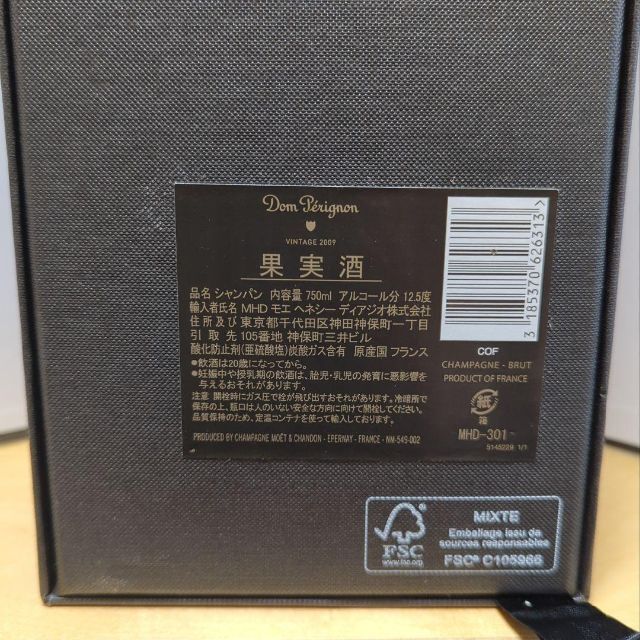 Dom Pérignon
VINTAGE 2009
果実酒
品名 シャンパン 内容量 750ml アルコール分 12.5度
輸入者氏名 MHD モエ ヘネシー ディアジオ株式会社
住所及び 東京都千代田区神田神保町一丁目
引取先 105番地 神保町三井ビル
酸化防止剤(亜硫酸塩)炭酸ガス含有 原産国 フランス
●飲酒は20歳になってから。
●妊娠中や授乳期の飲酒は、胎児・乳児の発育に悪影響を
与えるおそれがあります。
注意 開栓時にガス圧で栓が飛び出すおそれがあります。冷暗所で
保存の上、瓶口は人のいない安全な方向に向けて開栓してください。
品質保持のため、定温コンテナを使って輸入しております。
PRODUCED BY CHAMPAGNE MOËT & CHANDON - EPERNAY - FRANCE - NM-549-002
3 185370 626313 >
COF
CHAMPAGNE - BRUT
PRODUCT OF FRANCE
紙
箱
MHD-301
5145229 1/1
FSC
www.fsc.org
MIXTE
Emballage issu de
sources responsables
FSC® C105966